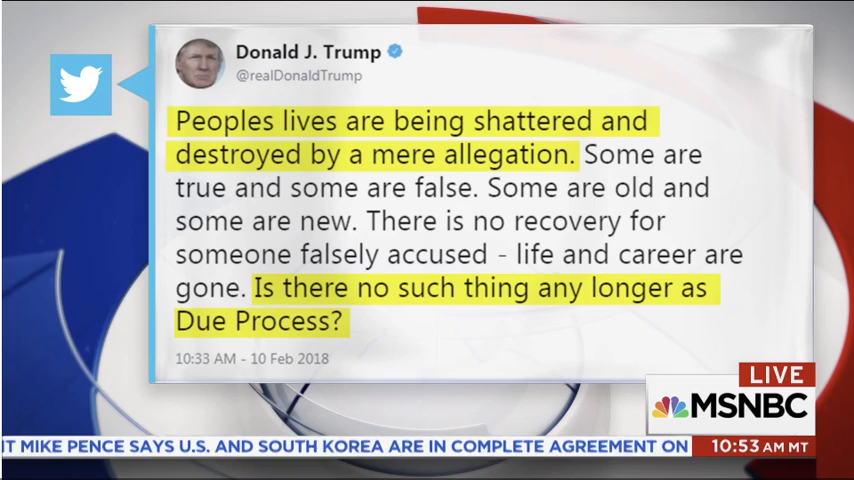 Donald J. Trump
@realDonaldTrump
Peoples lives are being shattered and
destroyed by a mere allegation. Some are
true and some are false. Some are old and
some are new. There is no recovery for
someone falsely accused - life and career are
gone. Is there no such thing any longer as
Due Process?
10:33 AM - 10 Feb 2018
LIVE
MSNBC
T MIKE PENCE SAYS U.S. AND SOUTH KOREA ARE IN COMPLETE AGREEMENT ON
10:53 AM MT